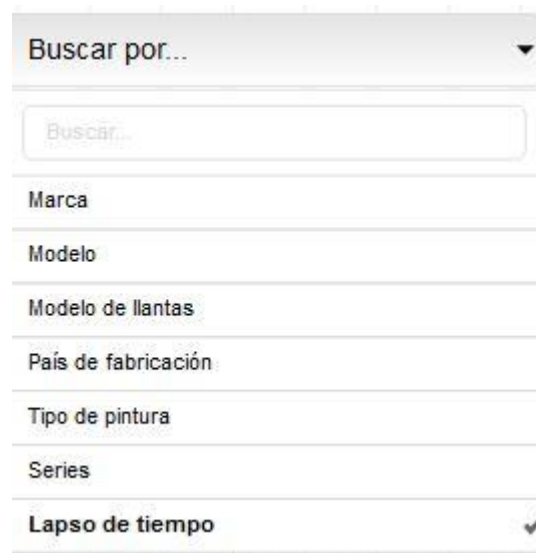 Buscar por...
Buscar...
Marca
Modelo
Modelo de llantas
País de fabricación
Tipo de pintura
Series
Lapso de tiempo